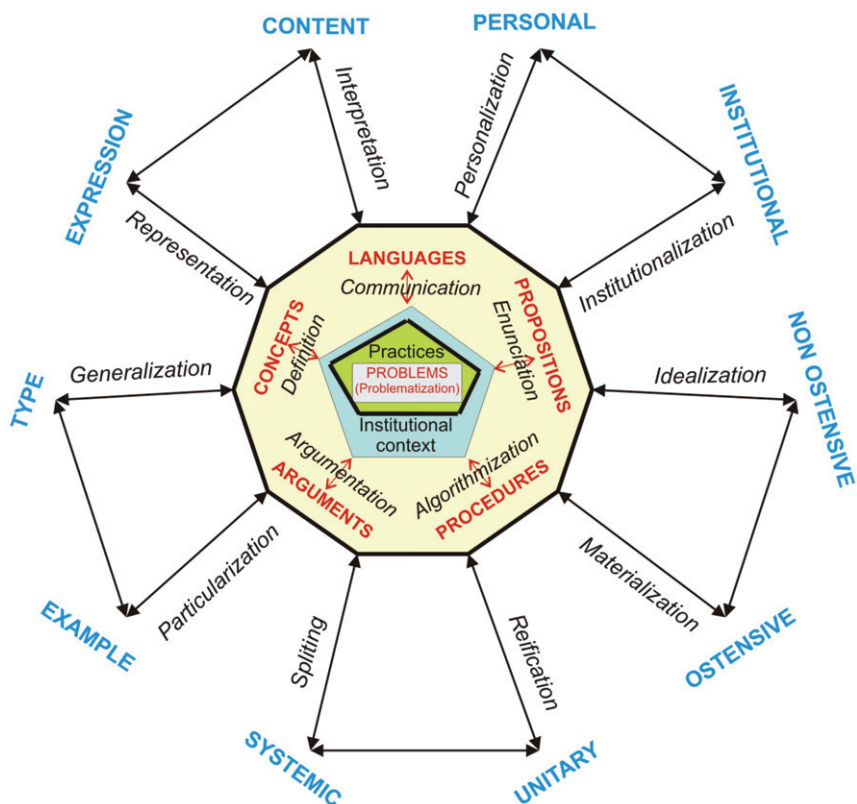 CONTENT
PERSONAL
EXPRESSION
Interpretation
Personalization
INSTITUTIONAL
Representation
Institutionalization
LANGUAGES
Communication
CONCEPTS
Definition
PROPOSITIONS
Enunciation
Practices
PROBLEMS
(Problematization)
Institutional
context
TYPE
Generalization
Idealization
NON OSTENSIVE
Argumentation
ARGUMENTS
Algorithmization
PROCEDURES
EXAMPLE
Particularization
Materialization
OSTENSIVE
Spliting
Reification
SYSTEMIC
UNITARY